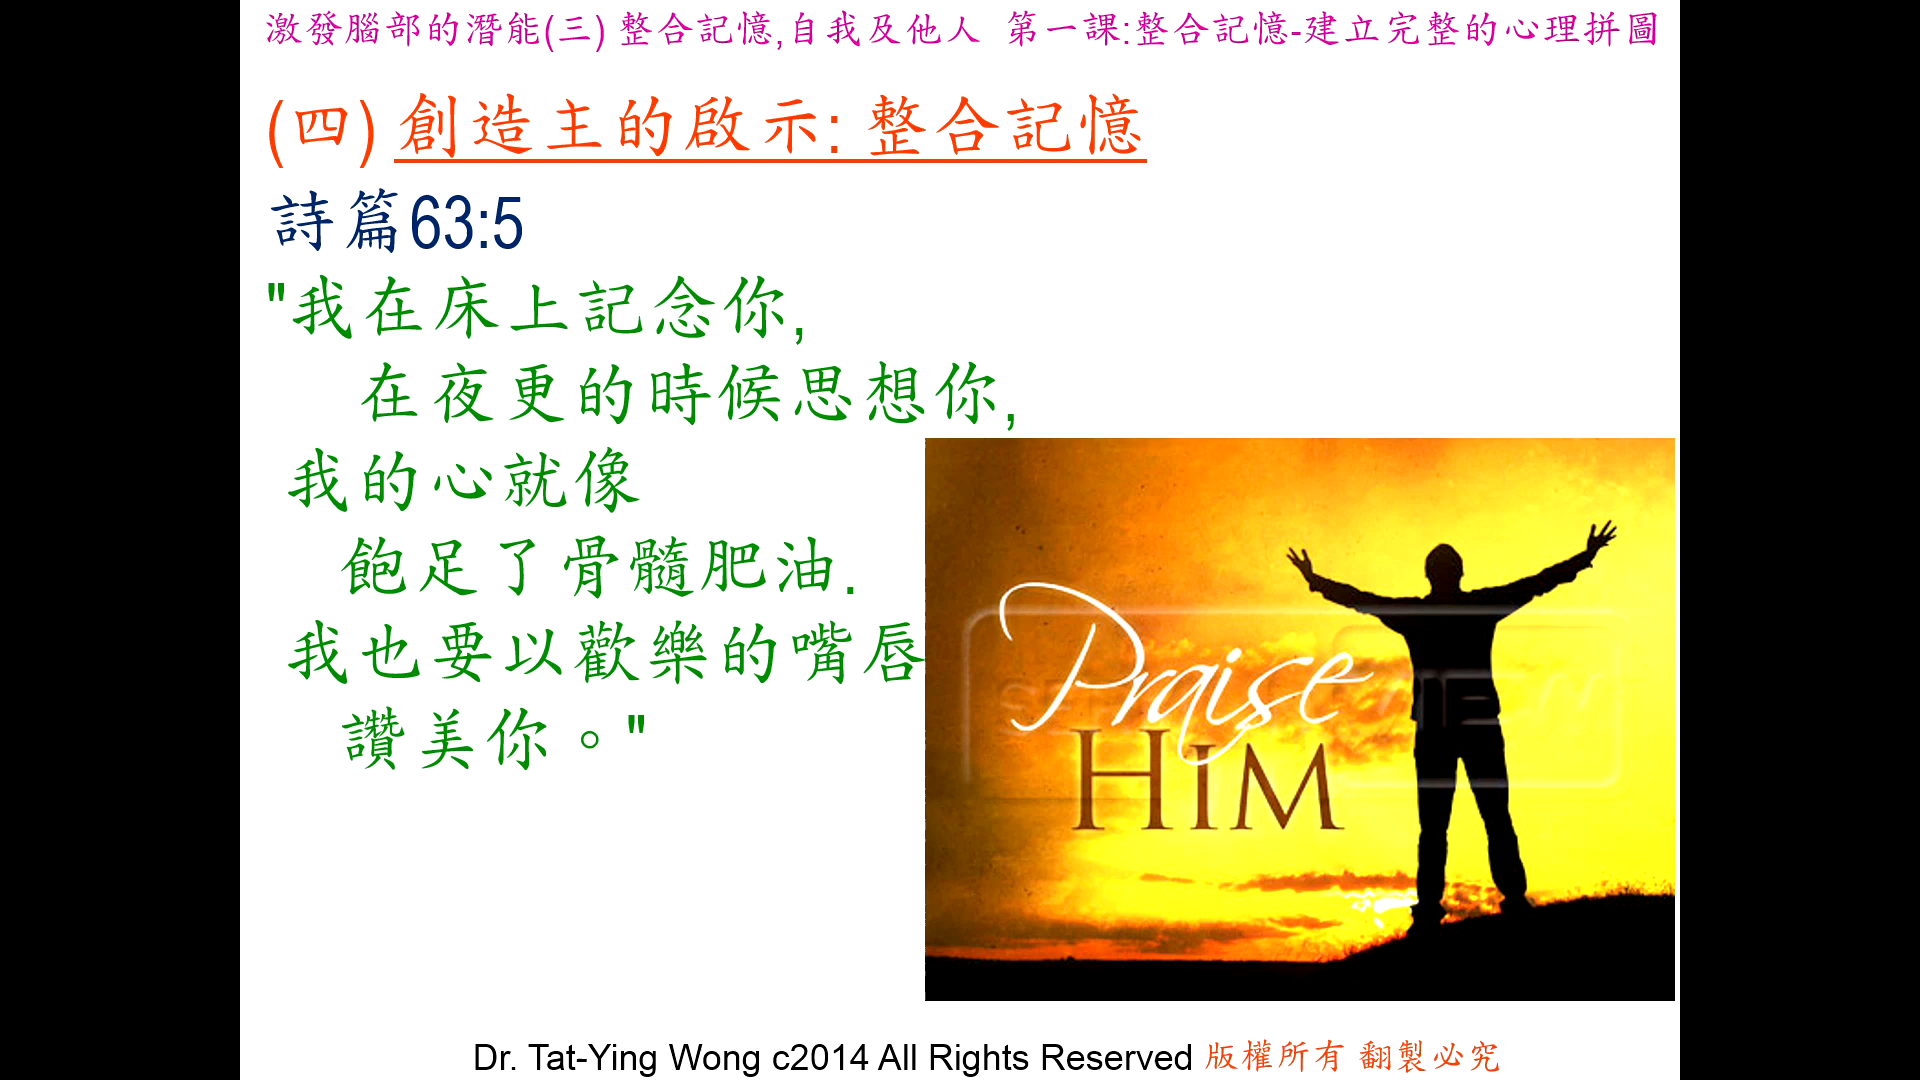 激發腦部的潛能(三) 整合記憶,自我及他人 第一課:整合記憶-建立完整的心理拼圖
(四) 創造主的啟示: 整合記憶
詩篇63:5
"我在床上記念你,
在夜更的時候思想你,
我的心就像
飽足了骨髓肥油.
我也要以歡樂的嘴唇
讚美你。"
Praise
HIM
Dr. Tat-Ying Wong c2014 All Rights Reserved 版權所有 翻製必究